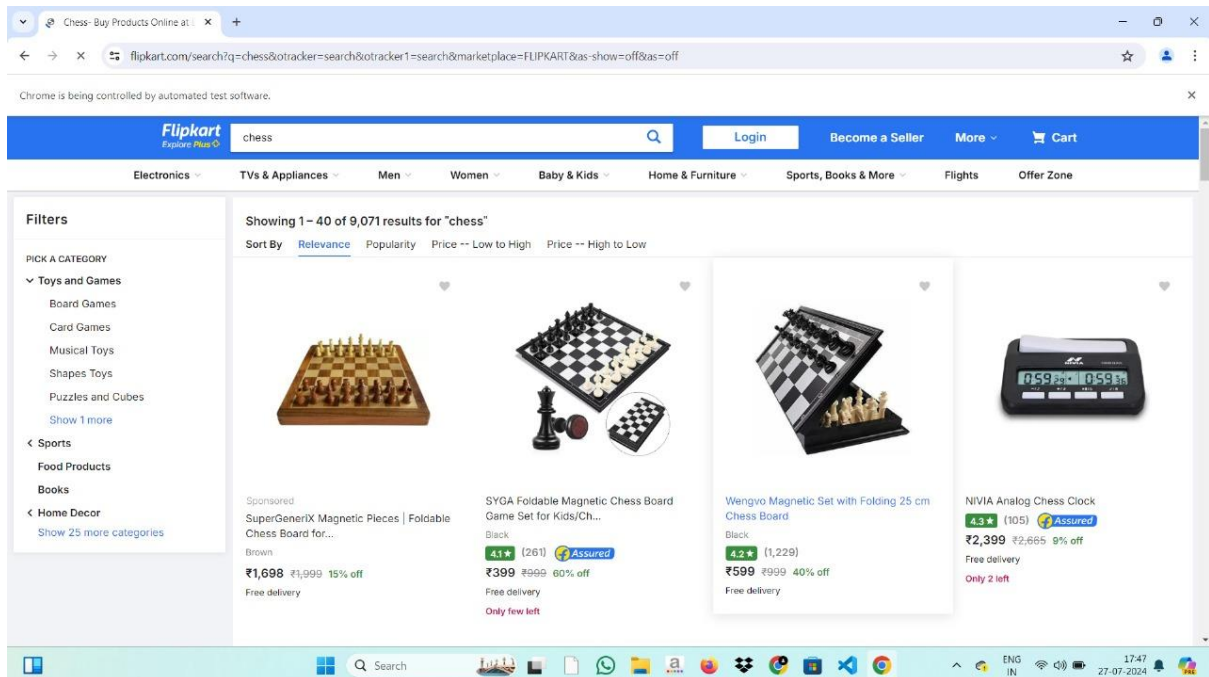 Chess- Buy Products Online at
flipkart.com/search?q=chess&otracker=search&otracker1=search&marketplace=FLIPKART&as-show=off&as=off
Chrome is being controlled by automated test software.
Flipkart
Explore Plus
chess
Login
Become a Seller
More
Cart
Electronics
TVs & Appliances
Men
Women
Baby & Kids
Home & Furniture
Sports, Books & More
Flights
Offer Zone
Filters
PICK A CATEGORY
Toys and Games
Board Games
Card Games
Musical Toys
Shapes Toys
Puzzles and Cubes
Show 1 more
Sports
Food Products
Books
Home Decor
Show 25 more categories
Showing 1 – 40 of 9,071 results for "chess"
Sort By Relevance Popularity Price -- Low to High Price -- High to Low
Sponsored
SuperGeneriX Magnetic Pieces | Foldable
Chess Board for...
Brown
₹1,698 ₹1,999 15% off
Free delivery
SYGA Foldable Magnetic Chess Board
Game Set for Kids/Ch...
Black
4.1★ (261) Assured
₹399 ₹999 60% off
Free delivery
Only few left
Wengvo Magnetic Set with Folding 25 cm
Chess Board
Black
4.2★ (1,229)
₹599 ₹999 40% off
Free delivery
NIVIA
NIVIA Analog Chess Clock
4.3★ (105) Assured
₹2,399 ₹2,665 9% off
Free delivery
Only 2 left
Search
ENG
IN
17:47
27-07-2024